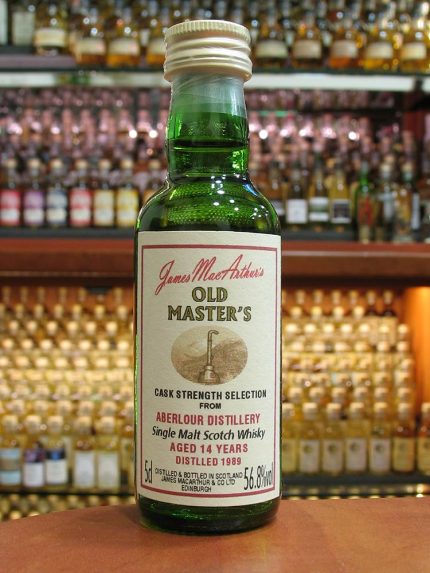 James MacArthur's
OLD
MASTER'S
CASK STRENGTH SELECTION
FROM
ABERLOUR DISTILLERY
Single Malt Scotch Whisky
AGED 14 YEARS
DISTILLED 1989
5cl DISTILLED & BOTTLED IN SCOTLAND 56.8%vol
JAMES MACARTHUR & CO LTD
EDINBURGH